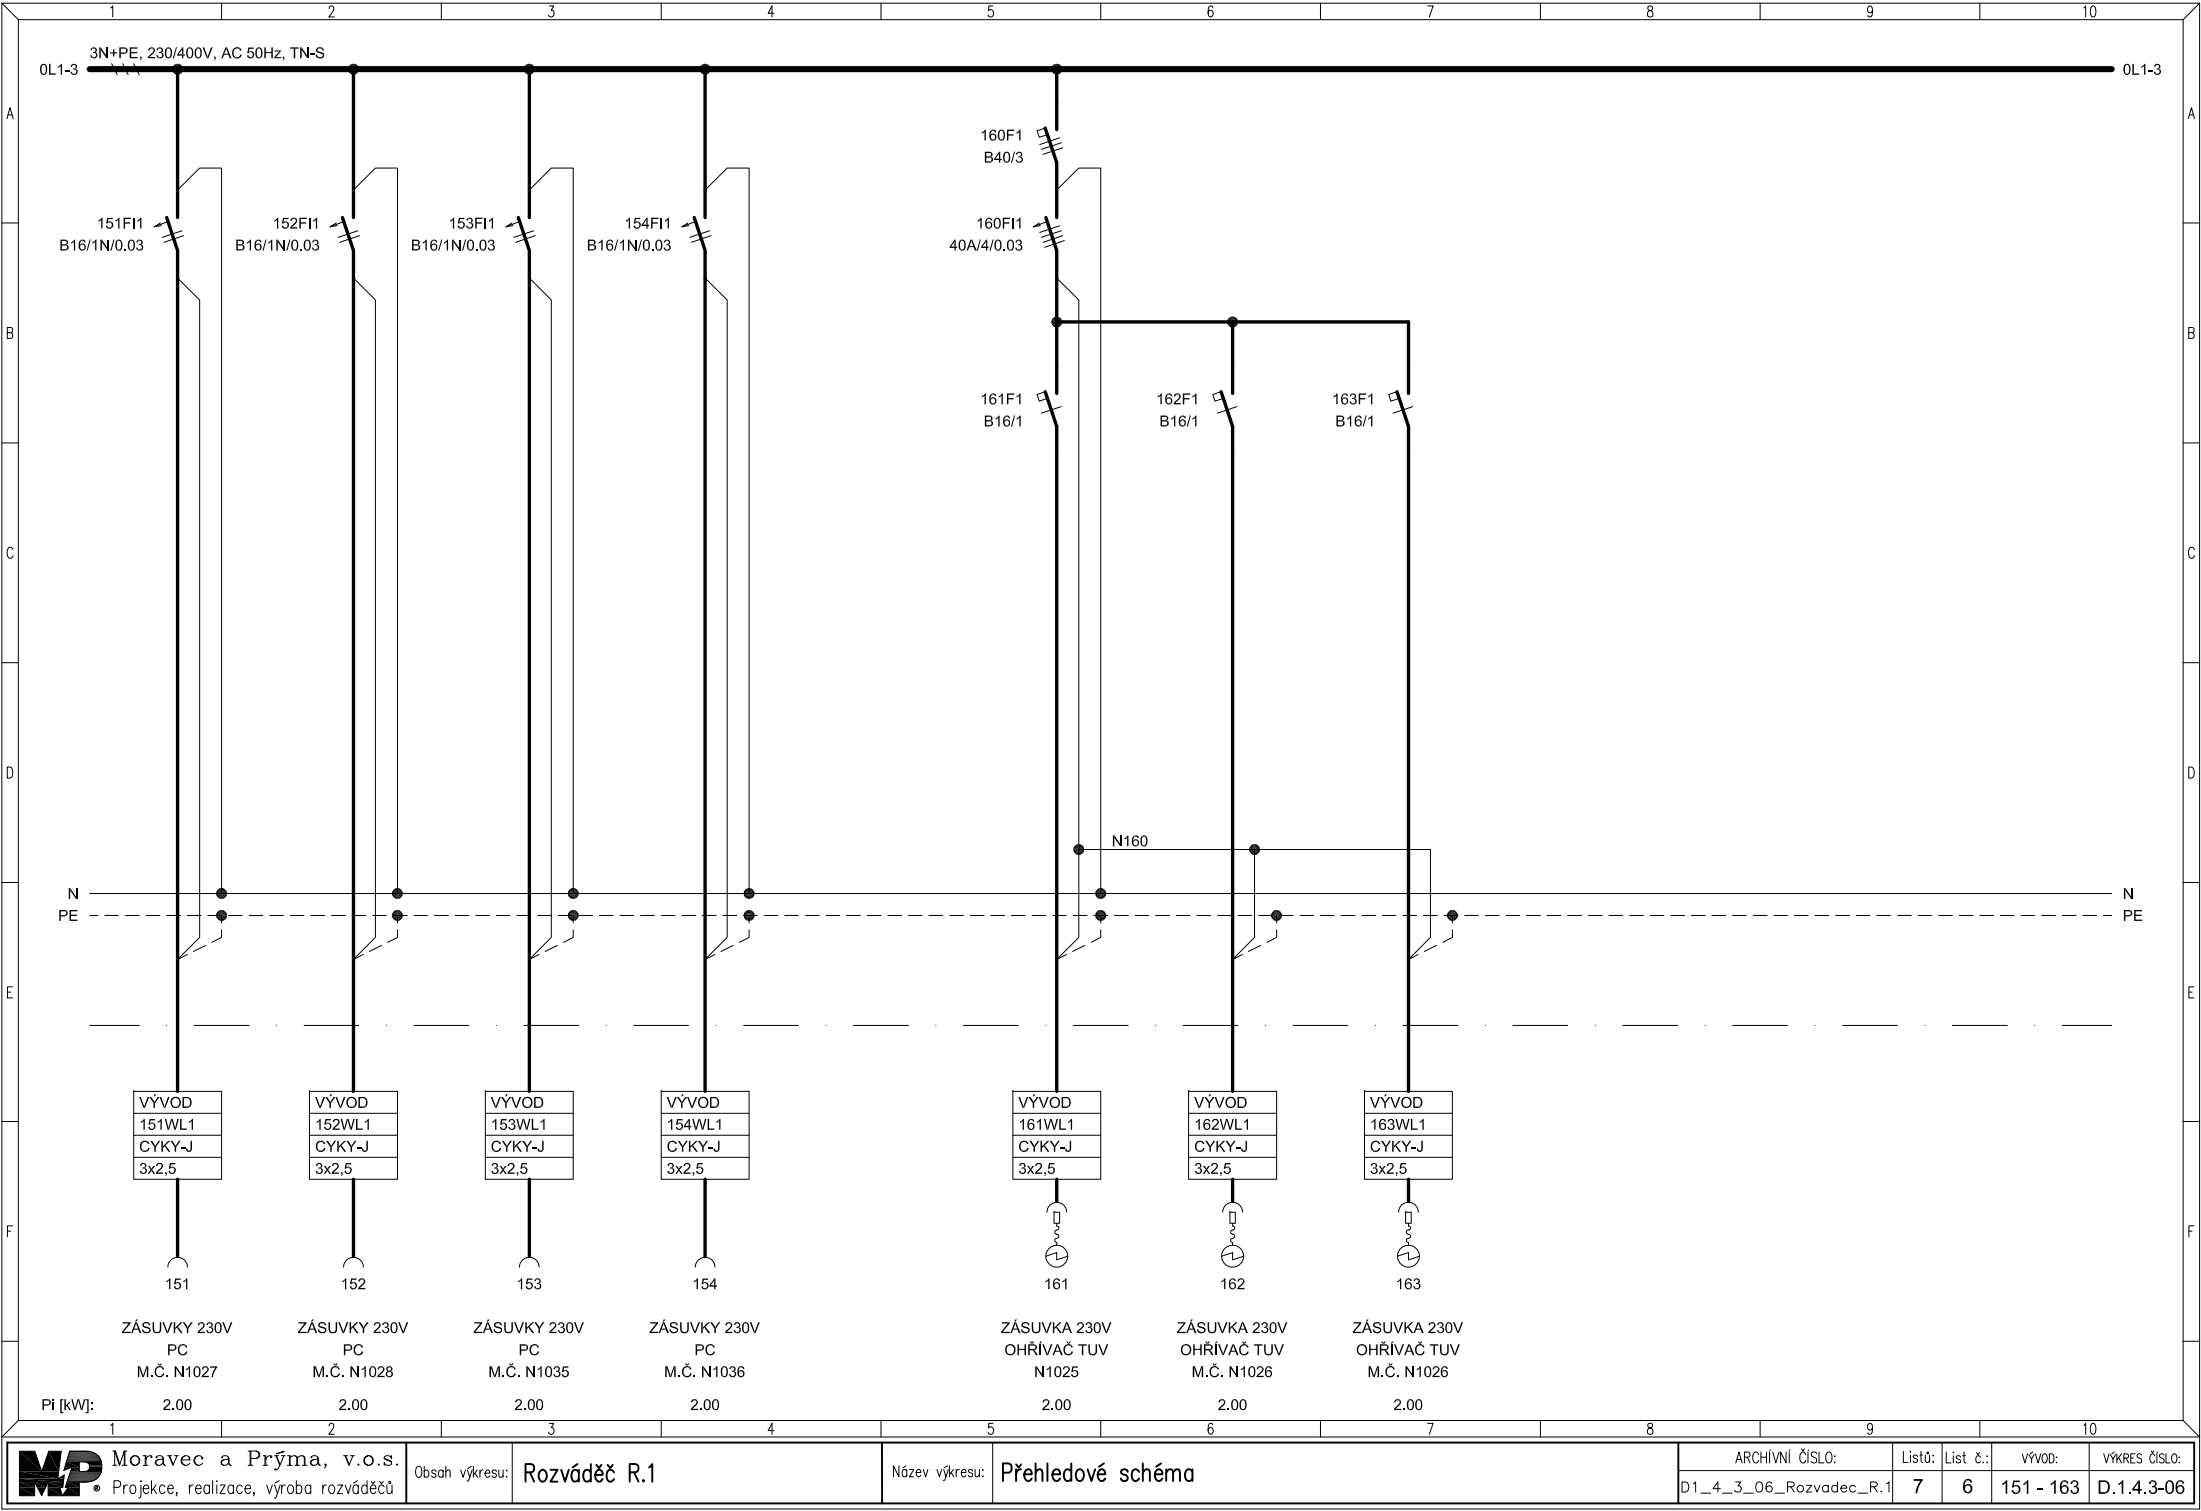 1 2 3 4 5 6 7 8 9 10
3N+PE, 230/400V, AC 50Hz, TN-S
0L1-3 0L1-3
A A
160F1
B40/3
151FI1 152FI1 153FI1 154FI1 160FI1
B16/1N/0.03 B16/1N/0.03 B16/1N/0.03 B16/1N/0.03 40A/4/0.03
B B
161F1 162F1 163F1
B16/1 B16/1 B16/1
C C
D D
N160
N N
PE PE
E E
VÝVOD VÝVOD VÝVOD VÝVOD VÝVOD VÝVOD VÝVOD
151WL1 152WL1 153WL1 154WL1 161WL1 162WL1 163WL1
CYKY-J CYKY-J CYKY-J CYKY-J CYKY-J CYKY-J CYKY-J
3x2,5 3x2,5 3x2,5 3x2,5 3x2,5 3x2,5 3x2,5
F F
151 152 153 154 161 162 163
ZÁSUVKY 230V ZÁSUVKY 230V ZÁSUVKY 230V ZÁSUVKY 230V ZÁSUVKA 230V ZÁSUVKA 230V ZÁSUVKA 230V
PC PC PC PC OHŘÍVAČ TUV OHŘÍVAČ TUV OHŘÍVAČ TUV
M.Č. N1027 M.Č. N1028 M.Č. N1035 M.Č. N1036 N1025 M.Č. N1026 M.Č. N1026
Pi [kW]: 2.00 2.00 2.00 2.00 2.00 2.00 2.00
1 2 3 4 5 6 7 8 9 10
MP® Moravec a Prýma, v.o.s.
Projekce, realizace, výroba rozváděčů
Obsah výkresu: Rozváděč R.1
Název výkresu: Přehledové schéma
ARCHÍVNÍ ČÍSLO: Listů: List č.: VÝVOD: VÝKRES ČÍSLO:
D1_4_3_06_Rozvadec_R.1 7 6 151 - 163 D.1.4.3-06